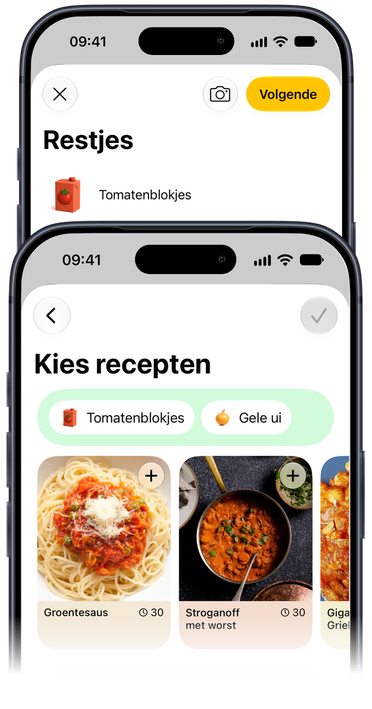 09:41
Volgende
Restjes
Tomatenblokjes
09:41
Kies recepten
Tomatenblokjes
Gele ui
Groentesaus 30
Stroganoff 30
met worst
Giga
Grie